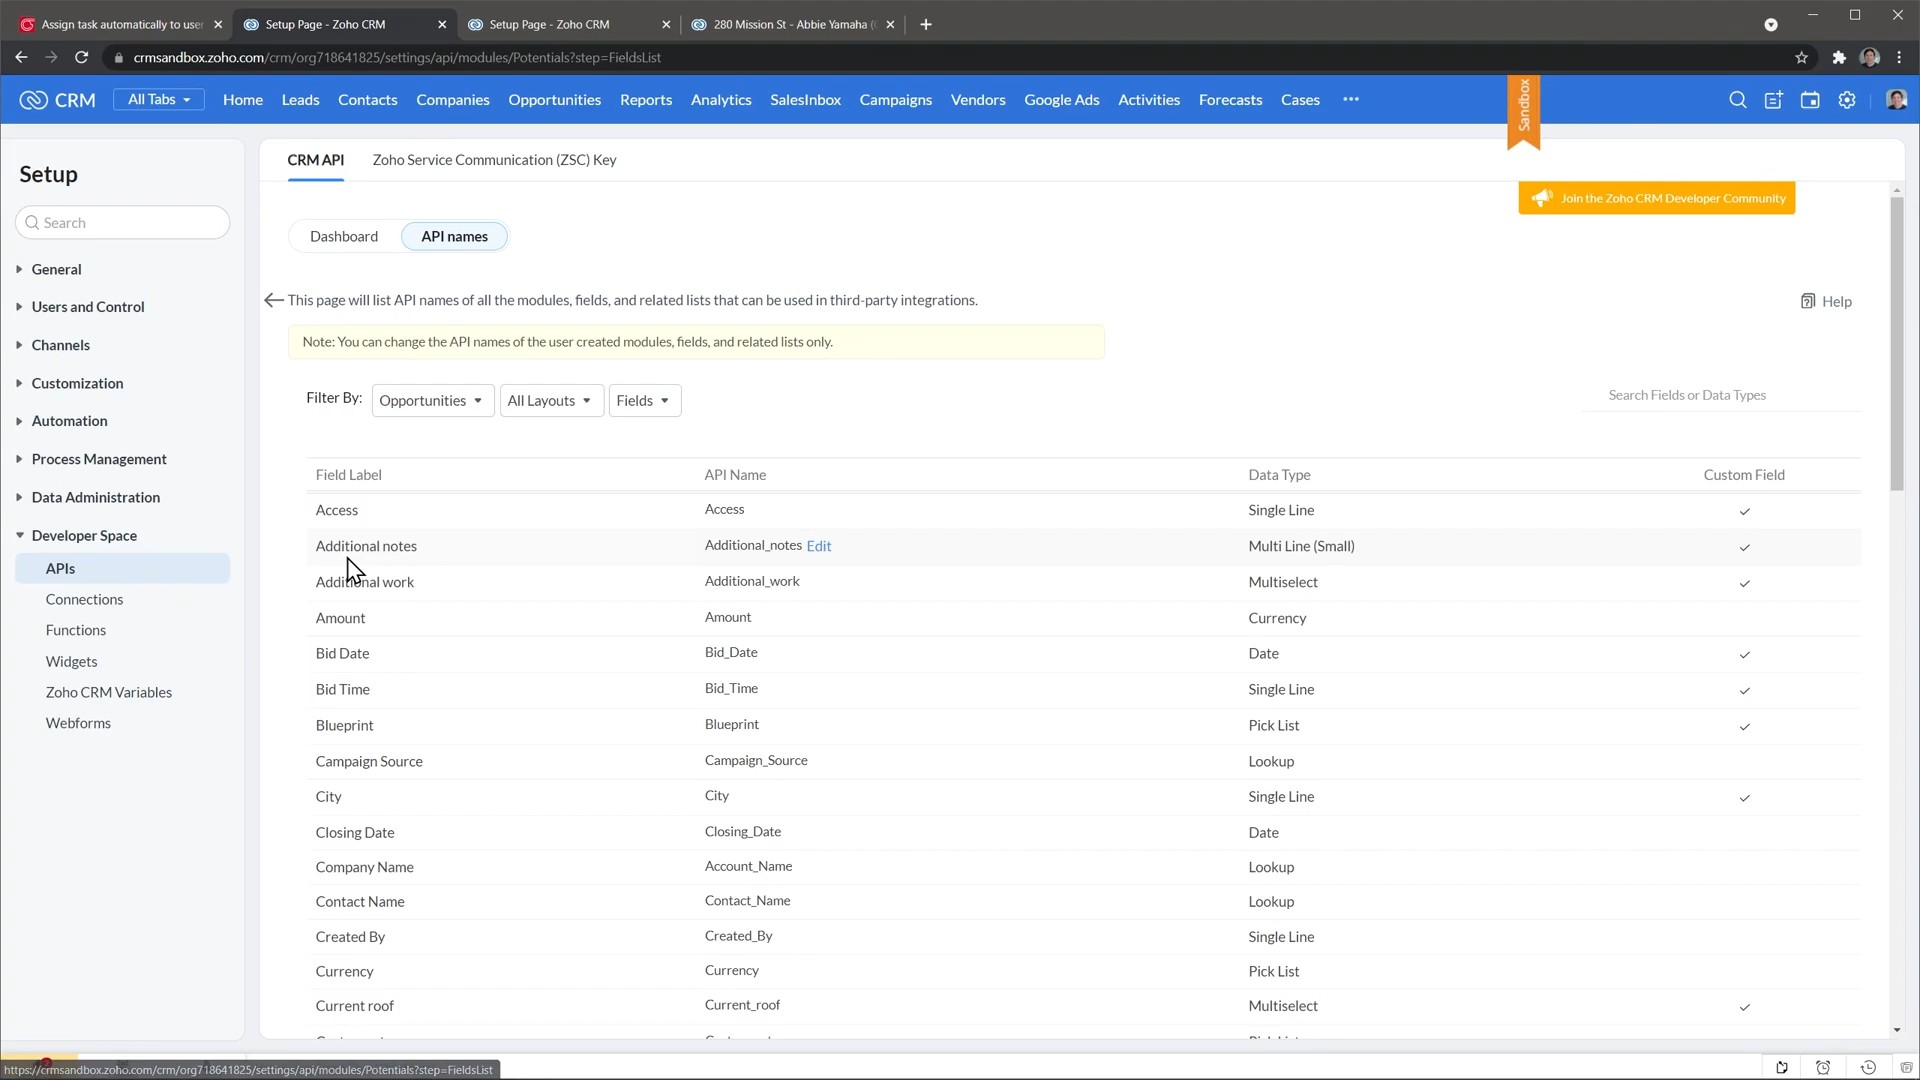 Assign task automatically to user
Setup Page - Zoho CRM
Setup Page - Zoho CRM
280 Mission St - Abbie Yamaha (
crmsandbox.zoho.com/crm/org718641825/settings/api/modules/Potentials?step=FieldsList
CRM
All Tabs
Home
Leads
Contacts
Companies
Opportunities
Reports
Analytics
SalesInbox
Campaigns
Vendors
Google Ads
Activities
Forecasts
Cases
Sandbox
Setup
Search
General
Users and Control
Channels
Customization
Automation
Process Management
Data Administration
Developer Space
APIs
Connections
Functions
Widgets
Zoho CRM Variables
Webforms
CRM API
Zoho Service Communication (ZSC) Key
Join the Zoho CRM Developer Community
Dashboard
API names
This page will list API names of all the modules, fields, and related lists that can be used in third-party integrations.
Help
Note: You can change the API names of the user created modules, fields, and related lists only.
Filter By:
Opportunities
All Layouts
Fields
Search Fields or Data Types
Field Label API Name Data Type Custom Field
Access Access Single Line
Additional notes Additional_notes Edit Multi Line (Small)
Additional work Additional_work Multiselect
Amount Amount Currency
Bid Date Bid_Date Date
Bid Time Bid_Time Single Line
Blueprint Blueprint Pick List
Campaign Source Campaign_Source Lookup
City City Single Line
Closing Date Closing_Date Date
Company Name Account_Name Lookup
Contact Name Contact_Name Lookup
Created By Created_By Single Line
Currency Currency Pick List
Current roof Current_roof Multiselect
https://crmsandbox.zoho.com/crm/org718641825/settings/api/modules/Potentials?step=FieldsList